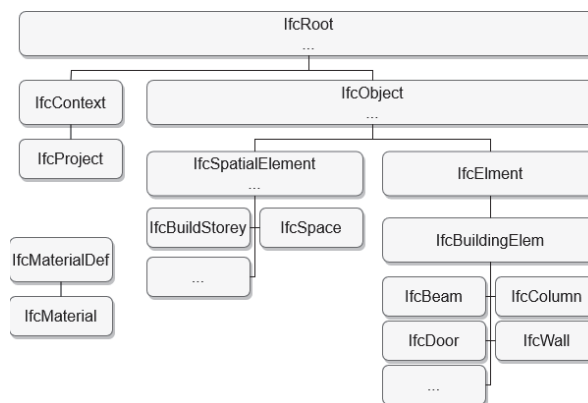 IfcRoot
...
IfcContext
IfcObject
...
IfcProject
IfcSpatialElement
...
IfcElment
IfcBuildStorey
IfcSpace
IfcBuildingElem
IfcMaterialDef
...
IfcBeam
IfcColumn
IfcMaterial
IfcDoor
IfcWall
...